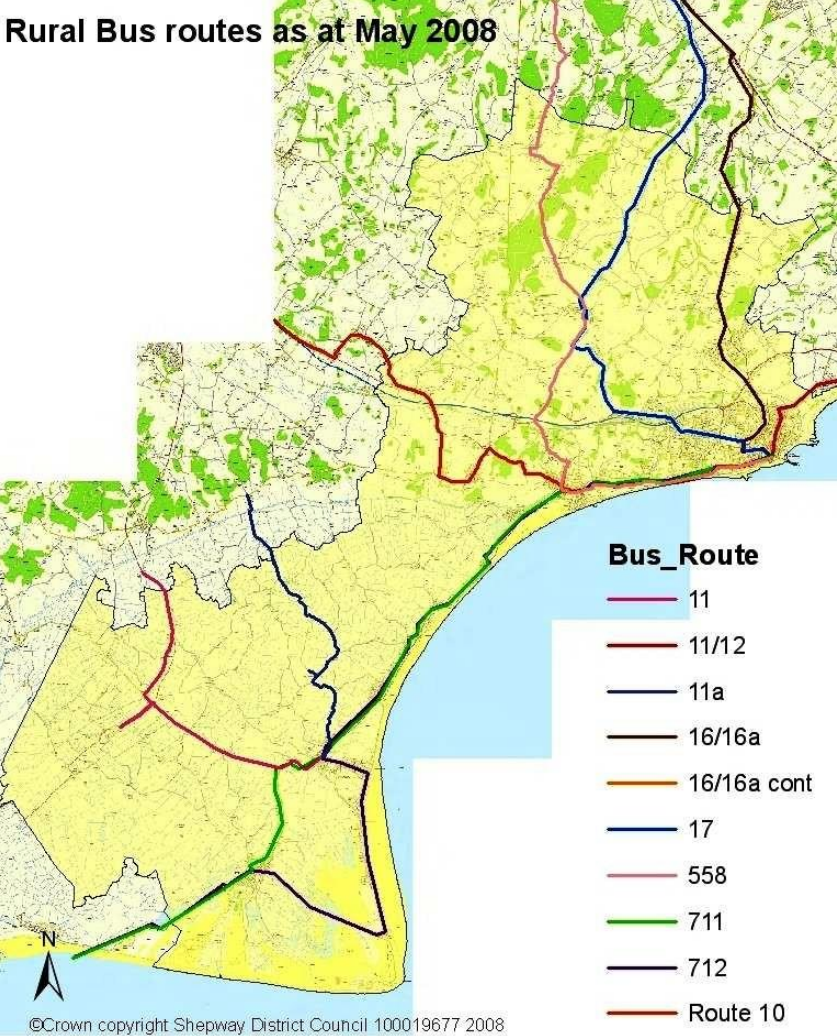 Rural Bus routes as at May 2008
Bus_Route
11
11/12
11a
16/16a
16/16a cont
17
558
711
712
Route 10
N
©Crown copyright Shepway District Council 100019677 2008